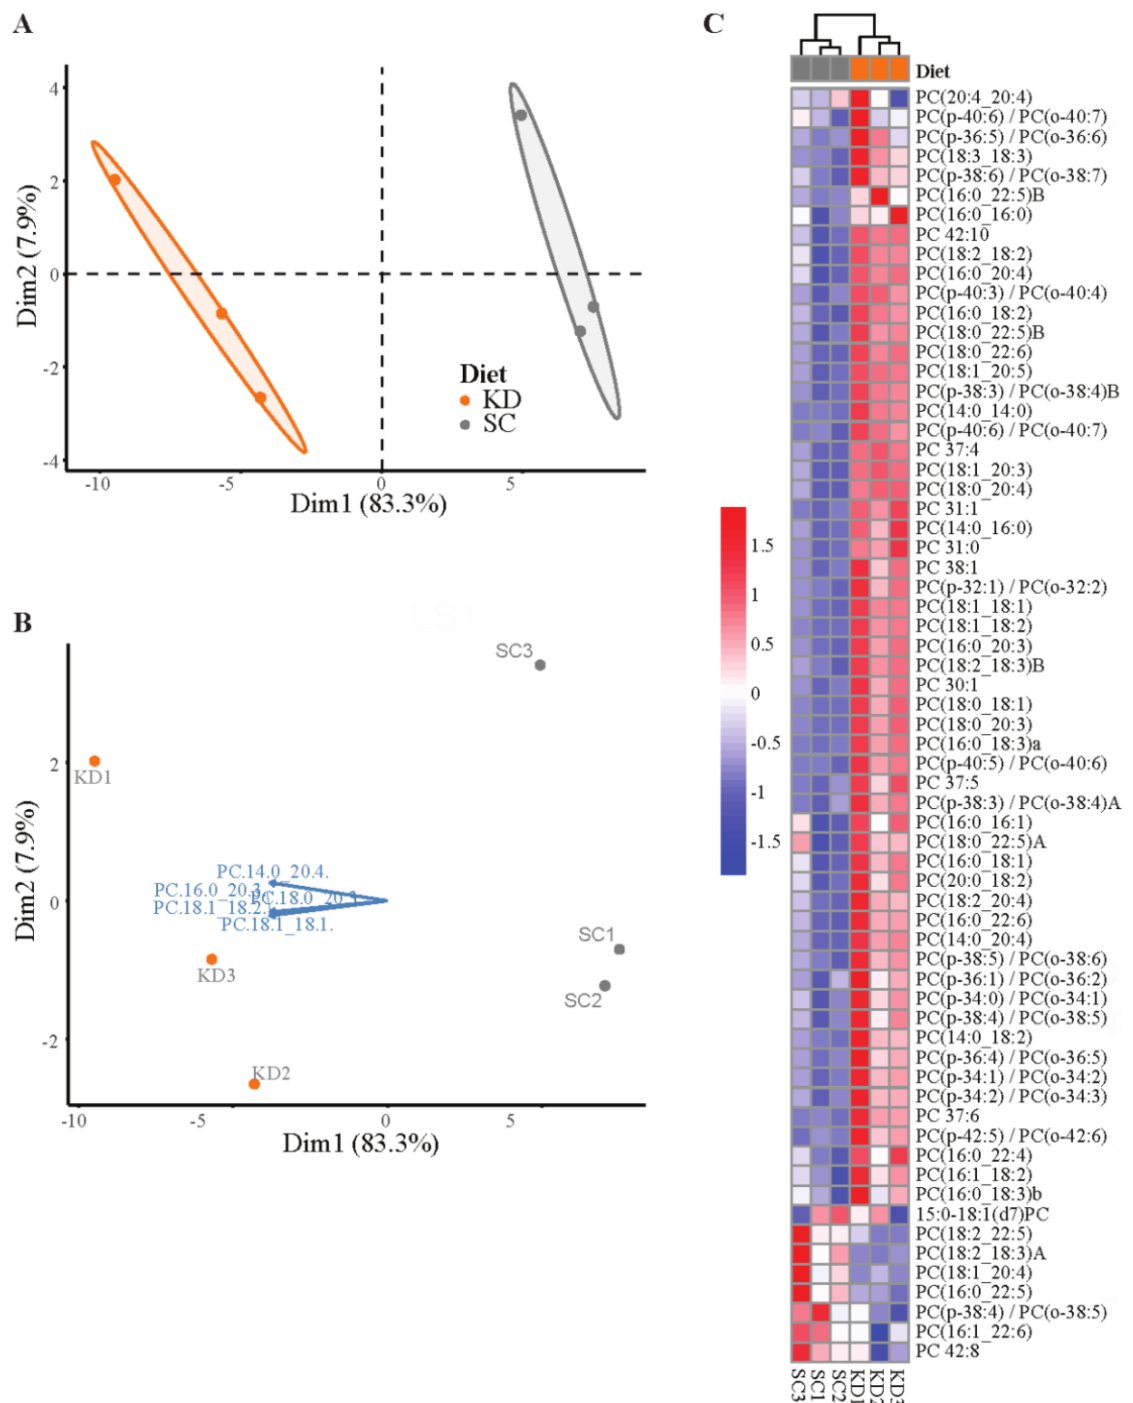 A
4
2
0
-2
-4
Dim2 (7.9%)
-10
-5
0
5
Dim1 (83.3%)
Diet
KD
SC
B
2
0
-2
Dim2 (7.9%)
SC3
KD1
PC.14.0_20.4.
PC.16.0_20.3.
PC.18.0_20.3.
PC.18.1_18.2.
PC.18.1_18.1.
SC1
KD3
SC2
KD2
-10
-5
0
5
Dim1 (83.3%)
C
Diet
PC(20:4_20:4)
PC(p-40:6) / PC(o-40:7)
PC(p-36:5) / PC(o-36:6)
PC(18:3_18:3)
PC(p-38:6) / PC(o-38:7)
PC(16:0_22:5)B
PC(16:0_16:0)
PC 42:10
PC(18:2_18:2)
PC(16:0_20:4)
PC(p-40:3) / PC(o-40:4)
PC(16:0_18:2)
PC(18:0_22:5)B
PC(18:0_22:6)
PC(18:1_20:5)
PC(p-38:3) / PC(o-38:4)B
PC(14:0_14:0)
PC(p-40:6) / PC(o-40:7)
PC 37:4
PC(18:1_20:3)
PC(18:0_20:4)
PC 31:1
PC(14:0_16:0)
PC 31:0
PC 38:1
PC(p-32:1) / PC(o-32:2)
PC(18:1_18:1)
PC(18:1_18:2)
PC(16:0_20:3)
PC(18:2_18:3)B
PC 30:1
PC(18:0_18:1)
PC(18:0_20:3)
PC(16:0_18:3)a
PC(p-40:5) / PC(o-40:6)
PC 37:5
PC(p-38:3) / PC(o-38:4)A
PC(16:0_16:1)
PC(18:0_22:5)A
PC(16:0_18:1)
PC(20:0_18:2)
PC(18:2_20:4)
PC(16:0_22:6)
PC(14:0_20:4)
PC(p-38:5) / PC(o-38:6)
PC(p-36:1) / PC(o-36:2)
PC(p-34:0) / PC(o-34:1)
PC(p-38:4) / PC(o-38:5)
PC(14:0_18:2)
PC(p-36:4) / PC(o-36:5)
PC(p-34:1) / PC(o-34:2)
PC(p-34:2) / PC(o-34:3)
PC 37:6
PC(p-42:5) / PC(o-42:6)
PC(16:0_22:4)
PC(16:1_18:2)
PC(16:0_18:3)b
15:0-18:1(d7)PC
PC(18:2_22:5)
PC(18:2_18:3)A
PC(18:1_20:4)
PC(16:0_22:5)
PC(p-38:4) / PC(o-38:5)
PC(16:1_22:6)
PC 42:8
1.5
1
0.5
0
-0.5
-1
-1.5
SC3
SC1
SC2
KD1
KD2
KD3